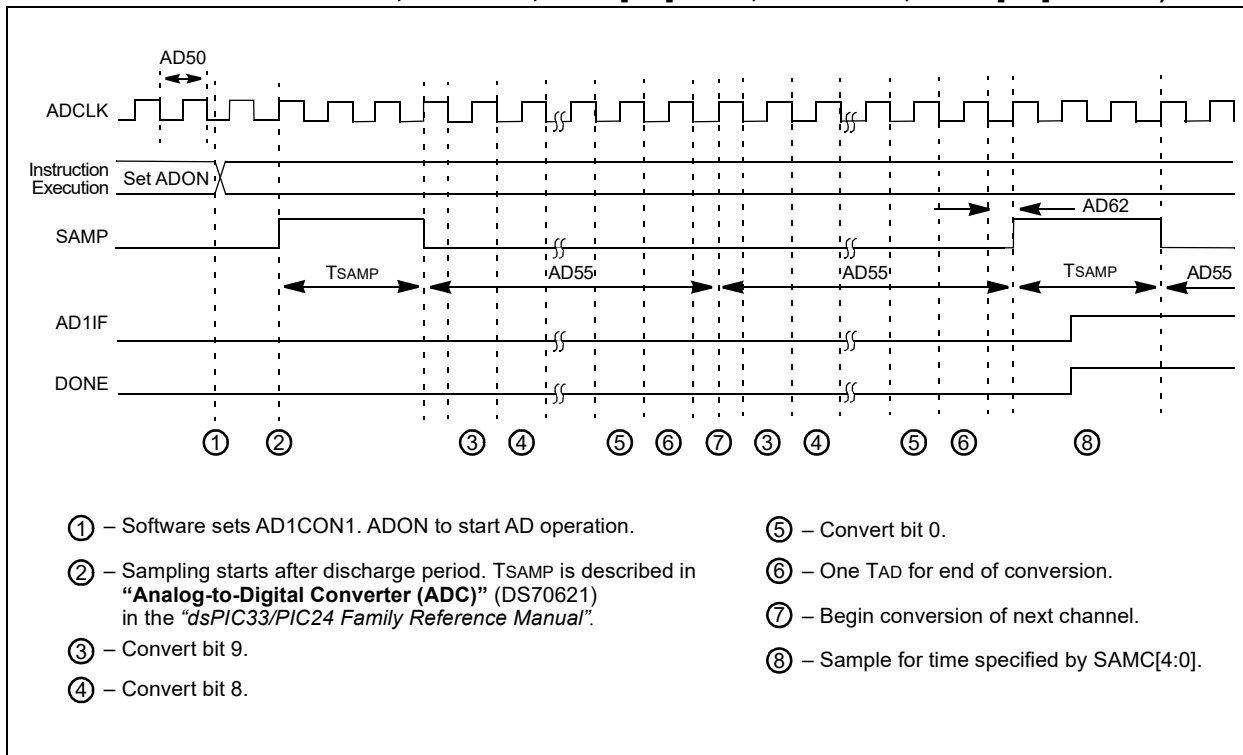 AD50
ADCLK
Instruction
Execution
Set ADON
AD62
SAMP
TSAMP
AD55
AD55
TSAMP
AD55
AD1IF
DONE
1 2 3 4 5 6 7 3 4 5 6 8
1 – Software sets AD1CON1. ADON to start AD operation.
2 – Sampling starts after discharge period. TSAMP is described in
“Analog-to-Digital Converter (ADC)” (DS70621)
in the “dsPIC33/PIC24 Family Reference Manual”.
3 – Convert bit 9.
4 – Convert bit 8.
5 – Convert bit 0.
6 – One TAD for end of conversion.
7 – Begin conversion of next channel.
8 – Sample for time specified by SAMC[4:0].